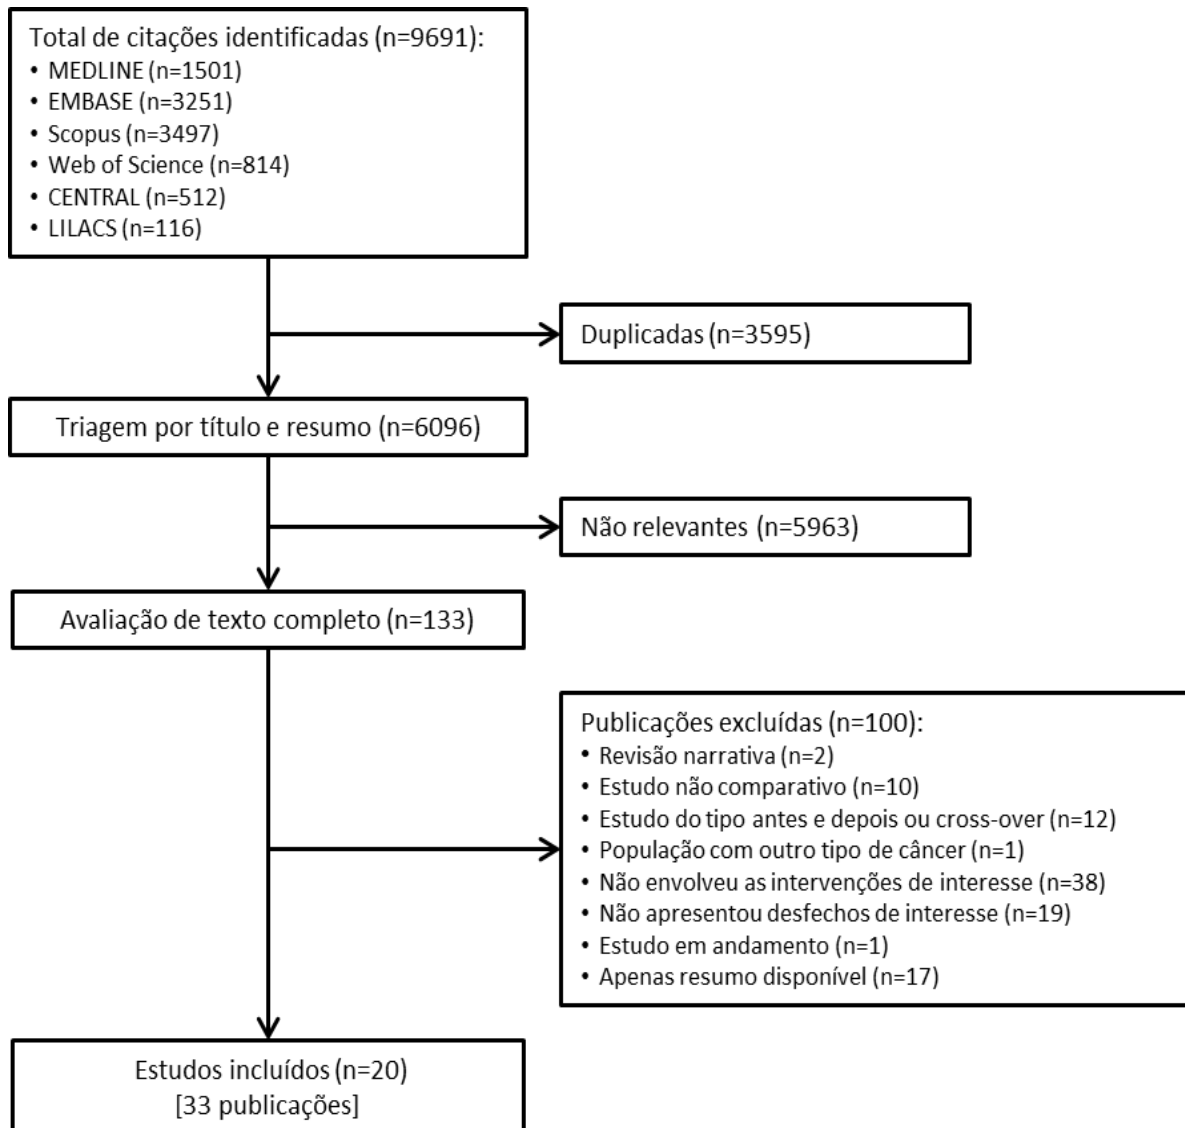 Total de citações identificadas (n=9691):
• MEDLINE (n=1501)
• EMBASE (n=3251)
• Scopus (n=3497)
• Web of Science (n=814)
• CENTRAL (n=512)
• LILACS (n=116)
Duplicadas (n=3595)
Triagem por título e resumo (n=6096)
Não relevantes (n=5963)
Avaliação de texto completo (n=133)
Publicações excluídas (n=100):
• Revisão narrativa (n=2)
• Estudo não comparativo (n=10)
• Estudo do tipo antes e depois ou cross-over (n=12)
• População com outro tipo de câncer (n=1)
• Não envolveu as intervenções de interesse (n=38)
• Não apresentou desfechos de interesse (n=19)
• Estudo em andamento (n=1)
• Apenas resumo disponível (n=17)
Estudos incluídos (n=20)
[33 publicações]